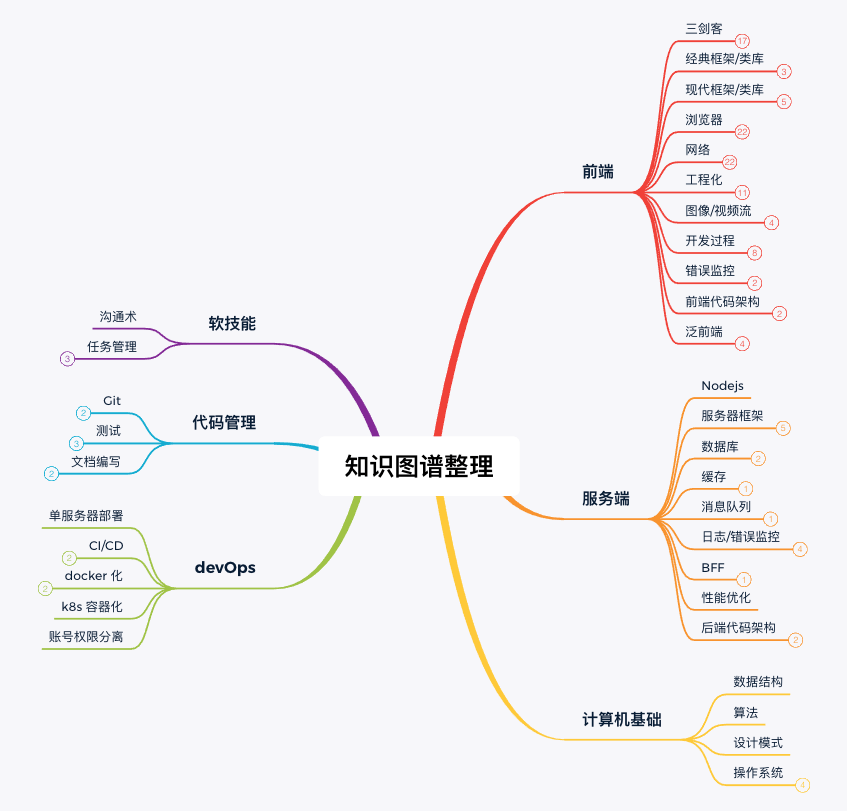 知识图谱整理
前端
三剑客 17
经典框架/类库 3
现代框架/类库 5
浏览器 22
网络 22
工程化 11
图像/视频流 4
开发过程 8
错误监控 2
前端代码架构 2
泛前端 4
服务端
Nodejs
服务器框架 5
数据库 2
缓存 1
消息队列 1
日志/错误监控 4
BFF 1
性能优化
后端代码架构 2
计算机基础
数据结构
算法
设计模式
操作系统 4
软技能
沟通术
任务管理 3
代码管理
Git 2
测试 3
文档编写 2
devOps
单服务器部署
CI/CD 2
docker 化 2
k8s 容器化
账号权限分离